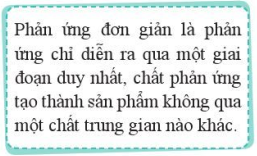 Phản ứng đơn giản là phản
ứng chỉ diễn ra qua một giai
đoạn duy nhất, chất phản ứng
tạo thành sản phẩm không qua
một chất trung gian nào khác.